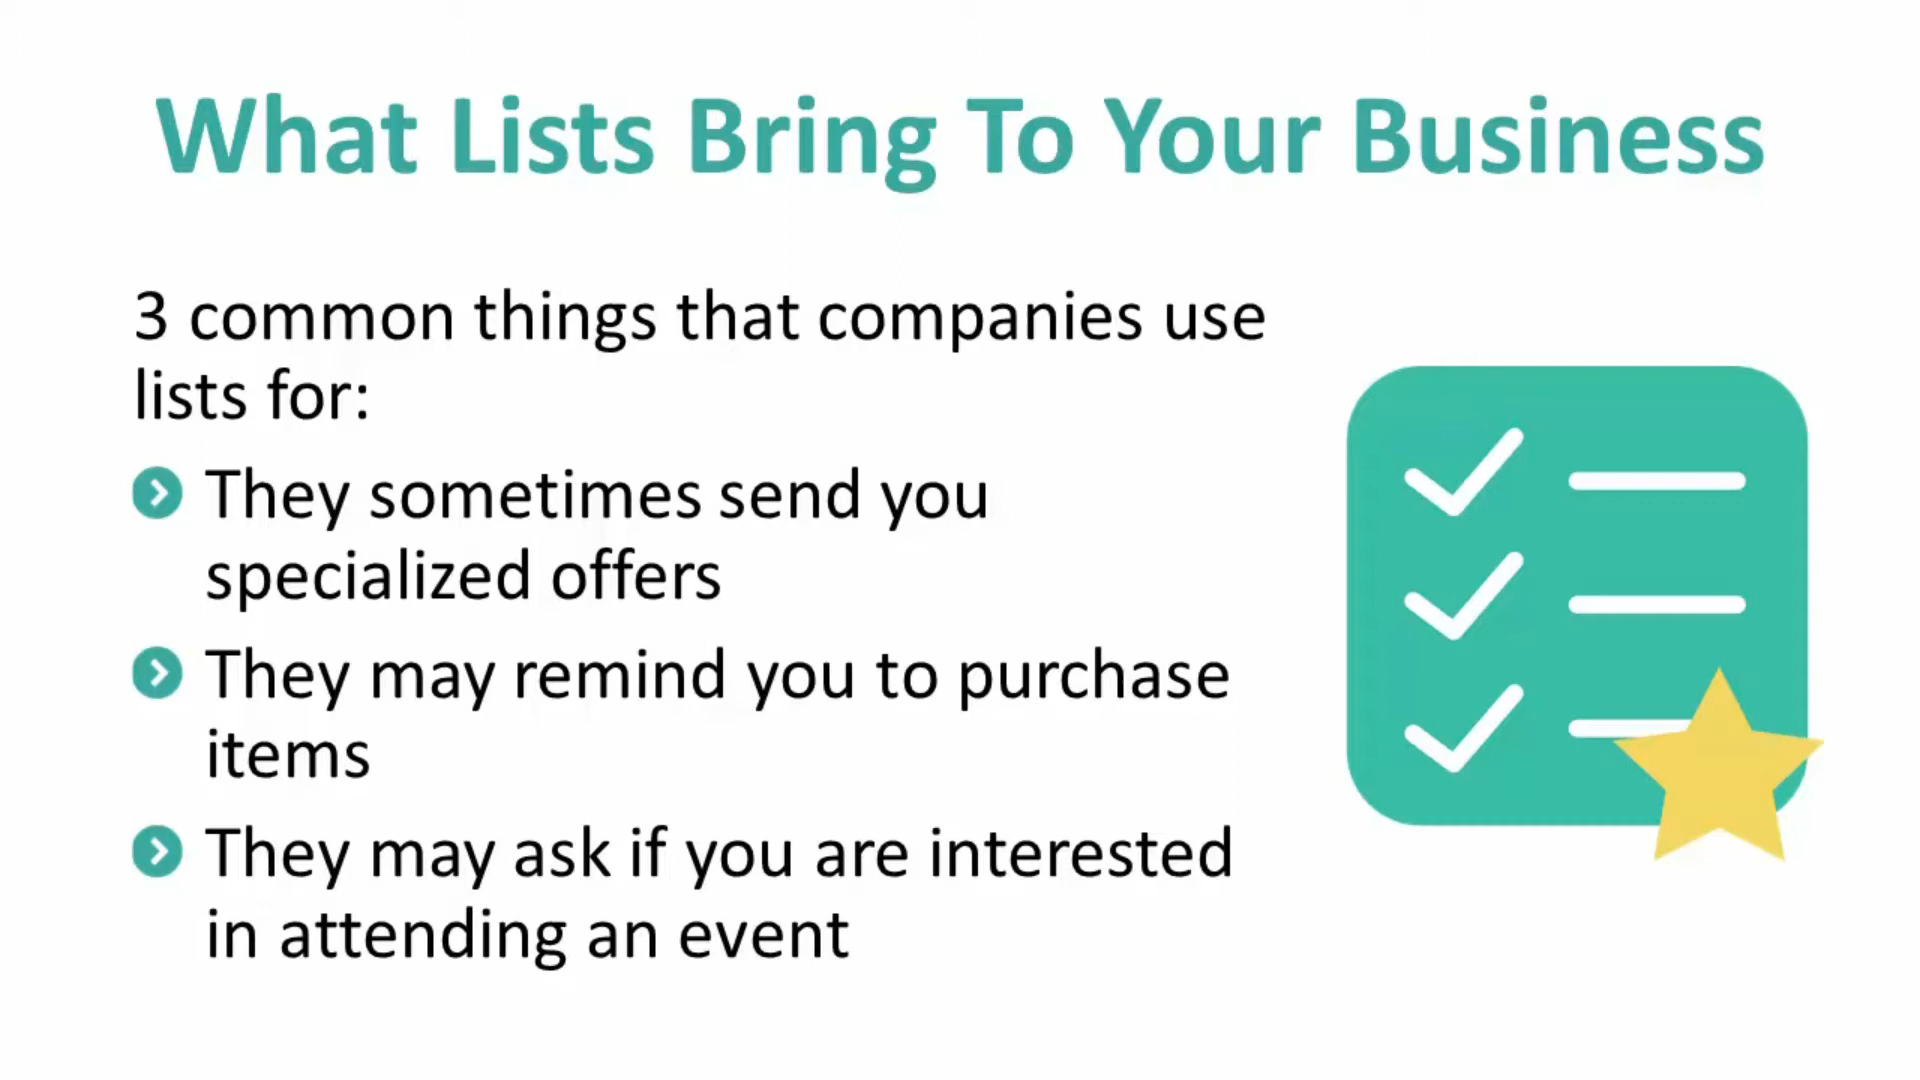 What Lists Bring To Your Business
3 common things that companies use
lists for:
They sometimes send you
specialized offers
They may remind you to purchase
items
They may ask if you are interested
in attending an event